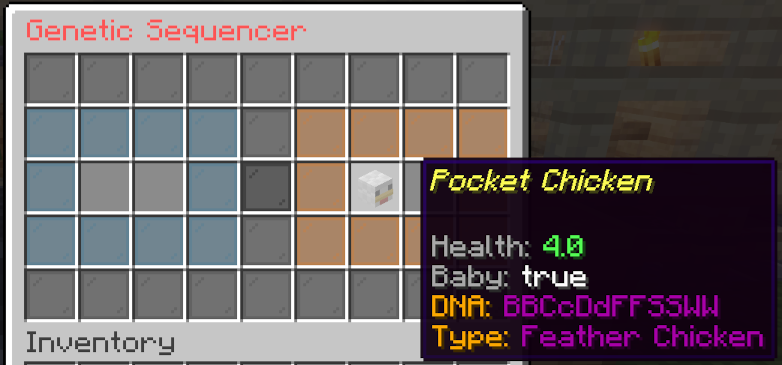 Genetic Sequencer
Pocket Chicken
Health: 4.0
Baby: true
DNA: BBCcDdFFSSWW
Type: Feather Chicken
Inventory